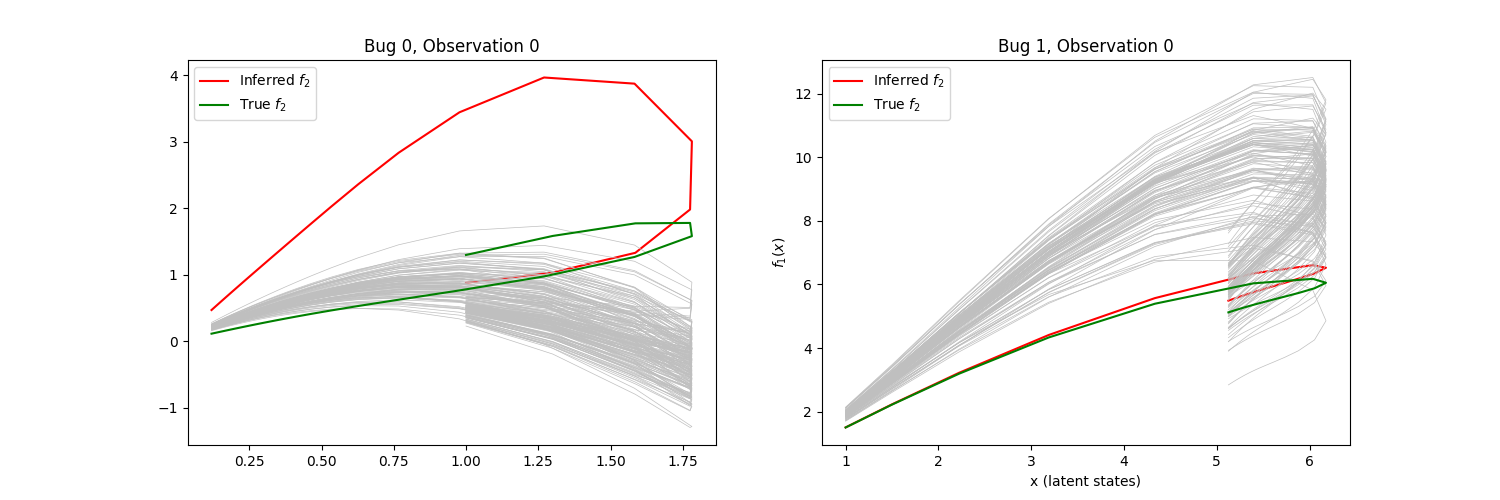 Bug 0, Observation 0
Inferred f₂
True f₂
4
3
2
1
0
−1
0.25 0.50 0.75 1.00 1.25 1.50 1.75
Bug 1, Observation 0
Inferred f₂
True f₂
f₁(x)
12
10
8
6
4
2
1 2 3 4 5 6
x (latent states)